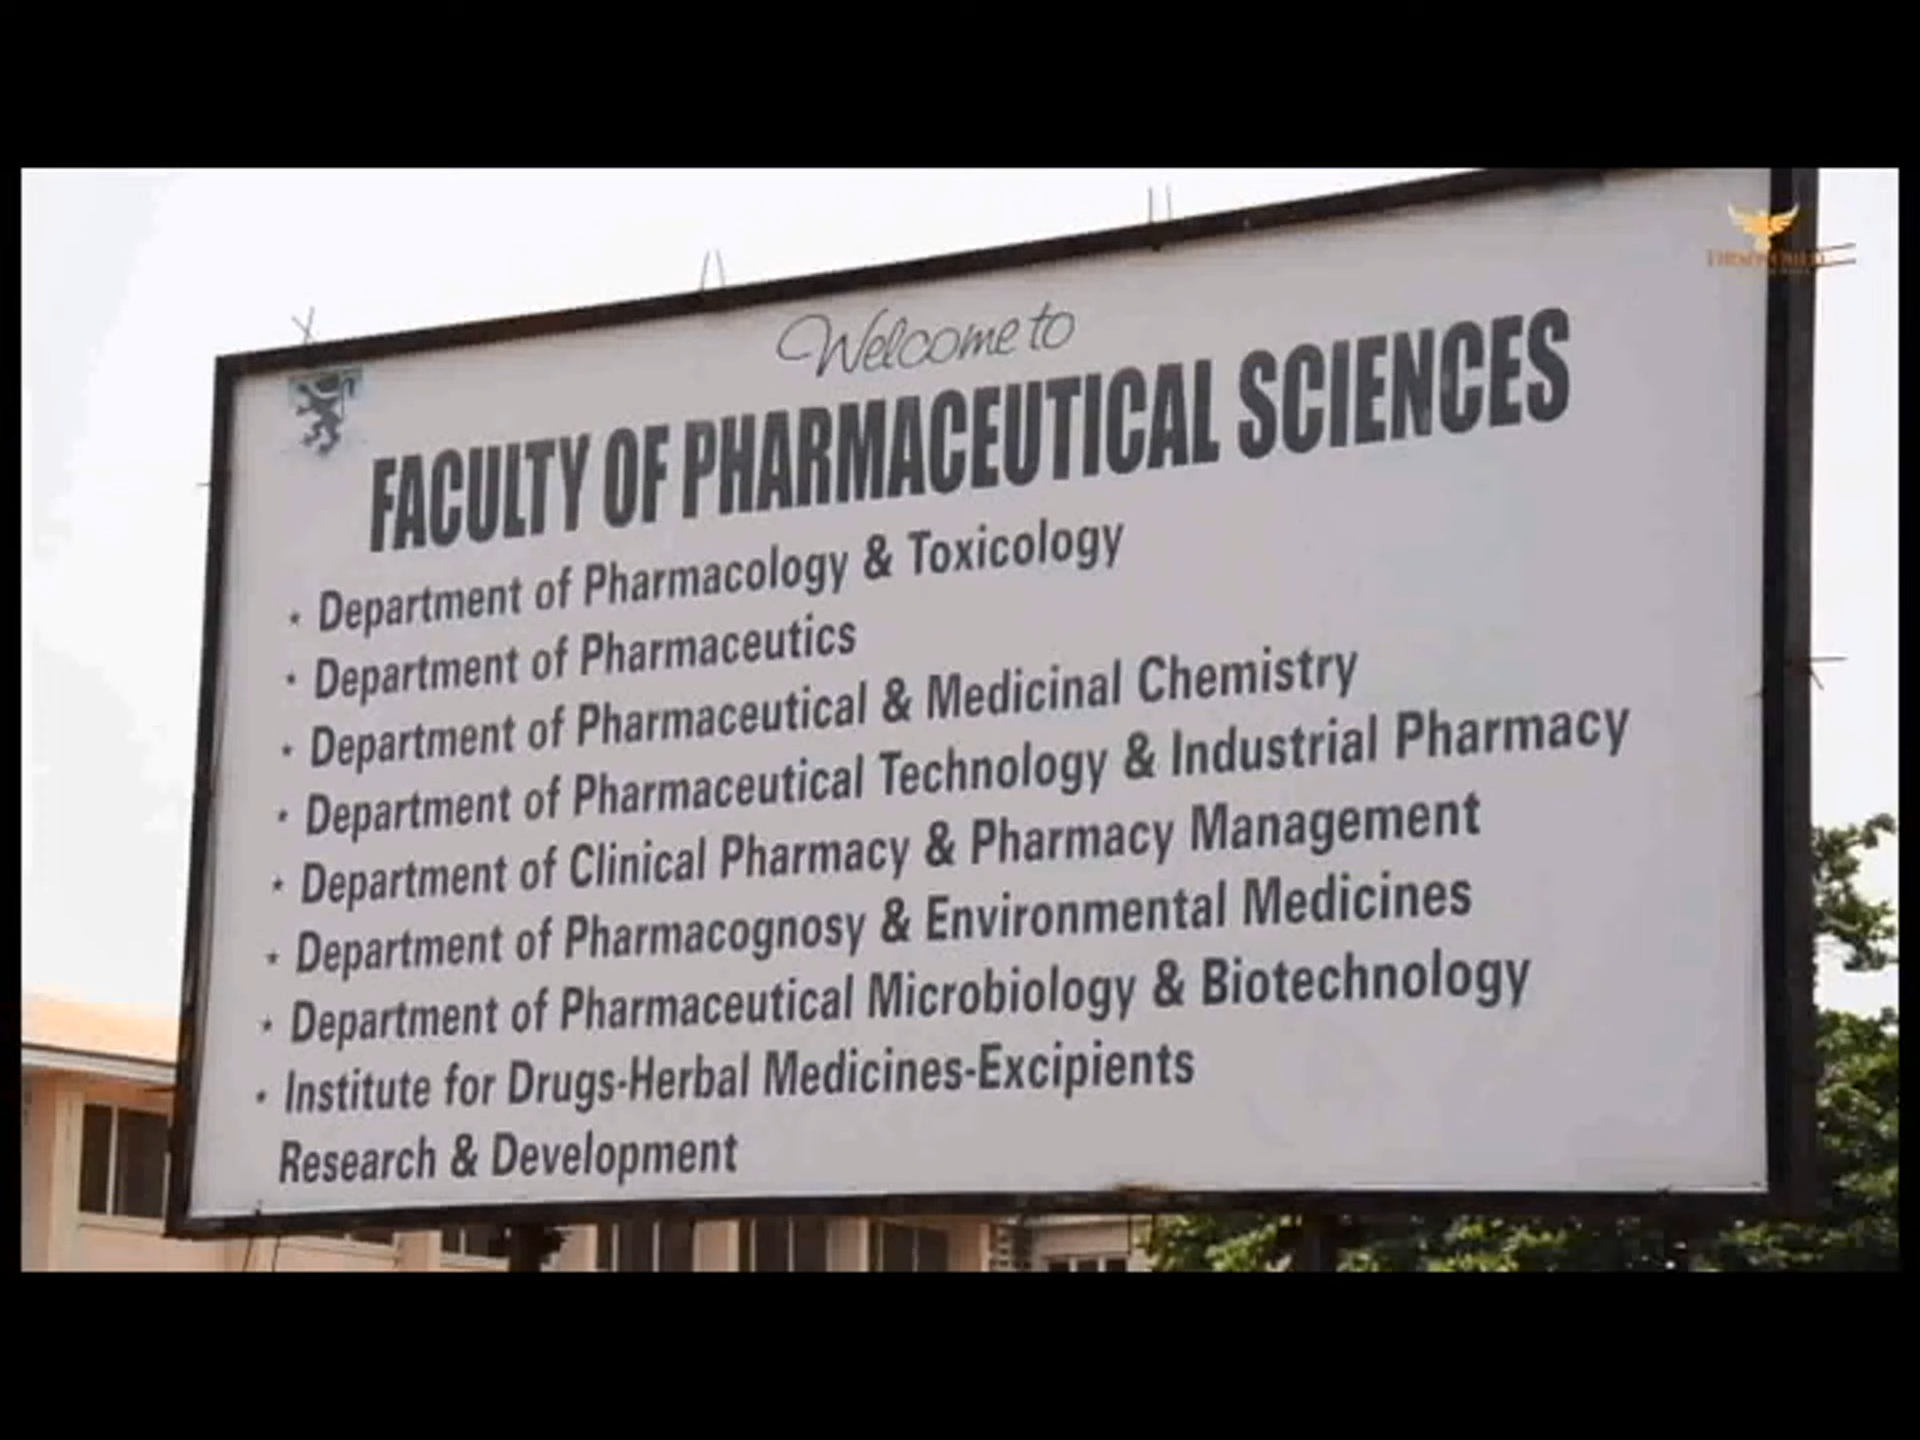 Welcome to
FACULTY OF PHARMACEUTICAL SCIENCES
• Department of Pharmacology & Toxicology
• Department of Pharmaceutics
• Department of Pharmaceutical & Medicinal Chemistry
• Department of Pharmaceutical Technology & Industrial Pharmacy
• Department of Clinical Pharmacy & Pharmacy Management
• Department of Pharmacognosy & Environmental Medicines
• Department of Pharmaceutical Microbiology & Biotechnology
• Institute for Drugs-Herbal Medicines-Excipients
Research & Development